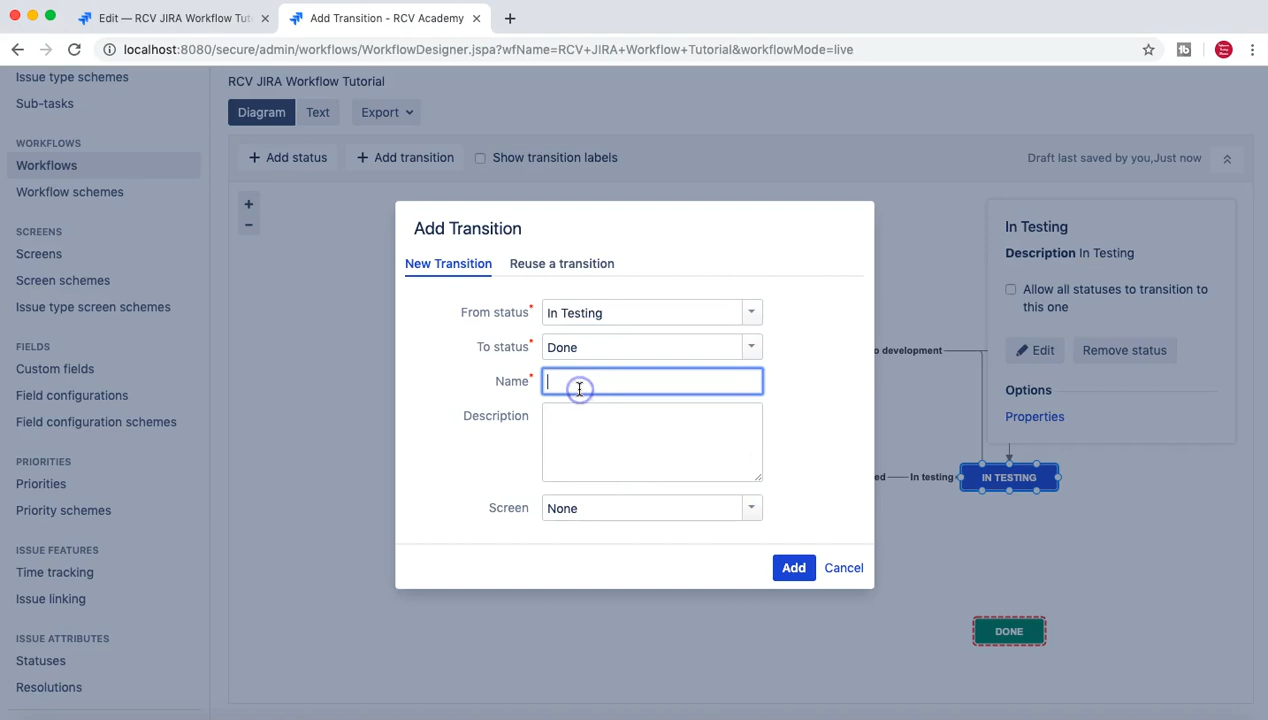 Edit — RCV JIRA Workflow Tut
Add Transition - RCV Academy
localhost:8080/secure/admin/workflows/WorkflowDesigner.jspa?wfName=RCV+JIRA+Workflow+Tutorial&workflowMode=live
Issue type schemes
Sub-tasks
WORKFLOWS
Workflows
Workflow schemes
SCREENS
Screens
Screen schemes
Issue type screen schemes
FIELDS
Custom fields
Field configurations
Field configuration schemes
PRIORITIES
Priorities
Priority schemes
ISSUE FEATURES
Time tracking
Issue linking
ISSUE ATTRIBUTES
Statuses
Resolutions
RCV JIRA Workflow Tutorial
Diagram Text Export
+ Add status + Add transition Show transition labels Draft last saved by you,Just now
+
−
Add Transition
New Transition Reuse a transition
From status* In Testing
To status* Done
Name*
Description
Screen None
Add Cancel
In Testing
Description In Testing
Allow all statuses to transition to
this one
Edit Remove status
Options
Properties
o development
ed In testing IN TESTING
DONE